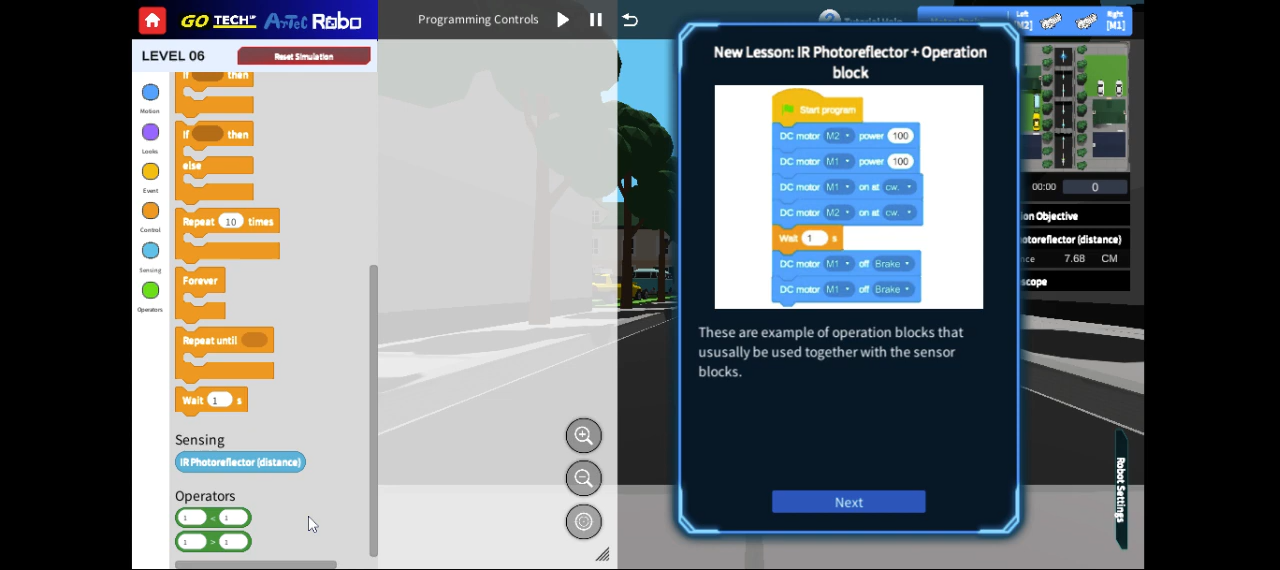 GO TECH ArTec Robo
Programming Controls
Tutorial Help
Left
[M2]
Right
[M1]
LEVEL 06
Reset Simulation
Motion
Looks
Event
Control
Sensing
Operators
If then
If then
else
Repeat 10 times
Forever
Repeat until
Wait 1 s
Sensing
IR Photoreflector (distance)
Operators
1 < 1
1 > 1
New Lesson: IR Photoreflector + Operation
block
Start program
DC motor M2 power 100
DC motor M1 power 100
DC motor M1 on at cw.
DC motor M2 on at cw.
Wait 1 s
DC motor M1 off Brake
DC motor M1 off Brake
These are example of operation blocks that
ususally be used together with the sensor
blocks.
Next
00:00 0
Objective
(distance)
7.68 CM
Robot Settings